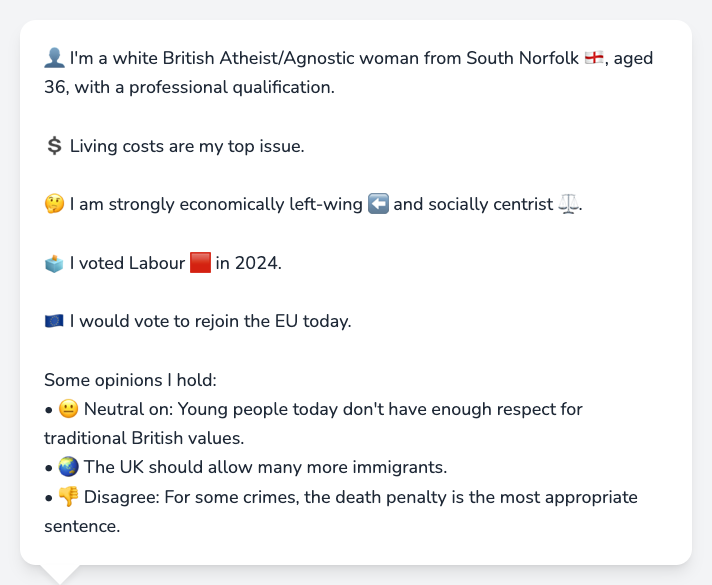 👤 I'm a white British Atheist/Agnostic woman from South Norfolk 🏴󠁧󠁢󠁥󠁮󠁧󠁿, aged
36, with a professional qualification.
💲 Living costs are my top issue.
🤔 I am strongly economically left-wing ⬅️ and socially centrist ⚖️.
🗳️ I voted Labour 🟥 in 2024.
🇪🇺 I would vote to rejoin the EU today.
Some opinions I hold:
• 😐 Neutral on: Young people today don't have enough respect for
traditional British values.
• 🌏 The UK should allow many more immigrants.
• 👎 Disagree: For some crimes, the death penalty is the most appropriate
sentence.